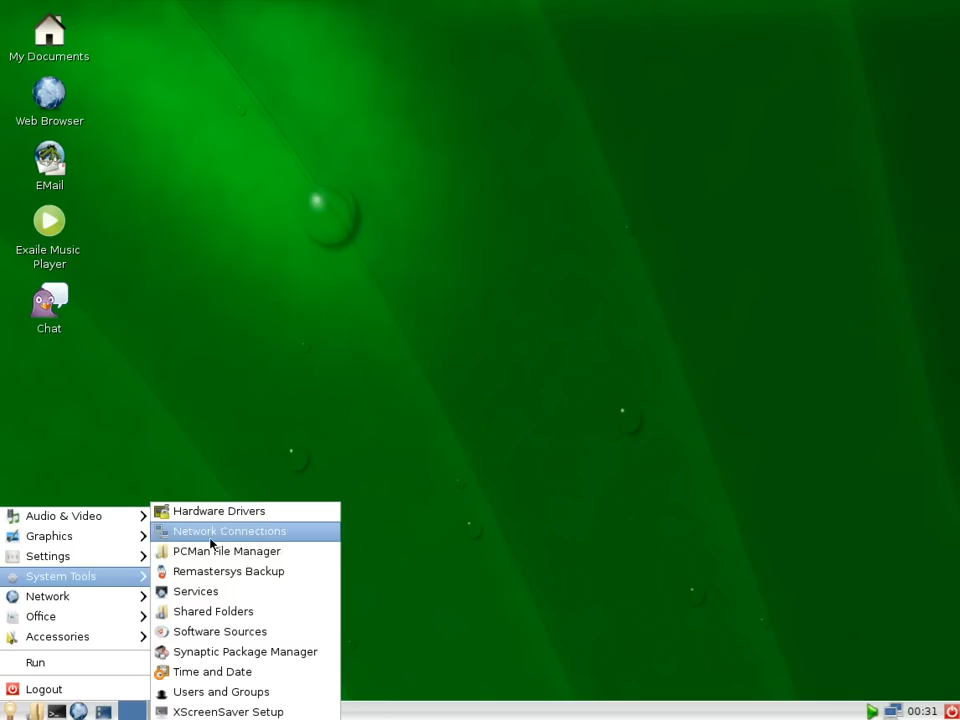 My Documents
Web Browser
EMail
Exaile Music
Player
Chat
Audio & Video
Graphics
Settings
System Tools
Network
Office
Accessories
Run
Logout
Hardware Drivers
Network Connections
PCMan File Manager
Remastersys Backup
Services
Shared Folders
Software Sources
Synaptic Package Manager
Time and Date
Users and Groups
XScreenSaver Setup
00:31